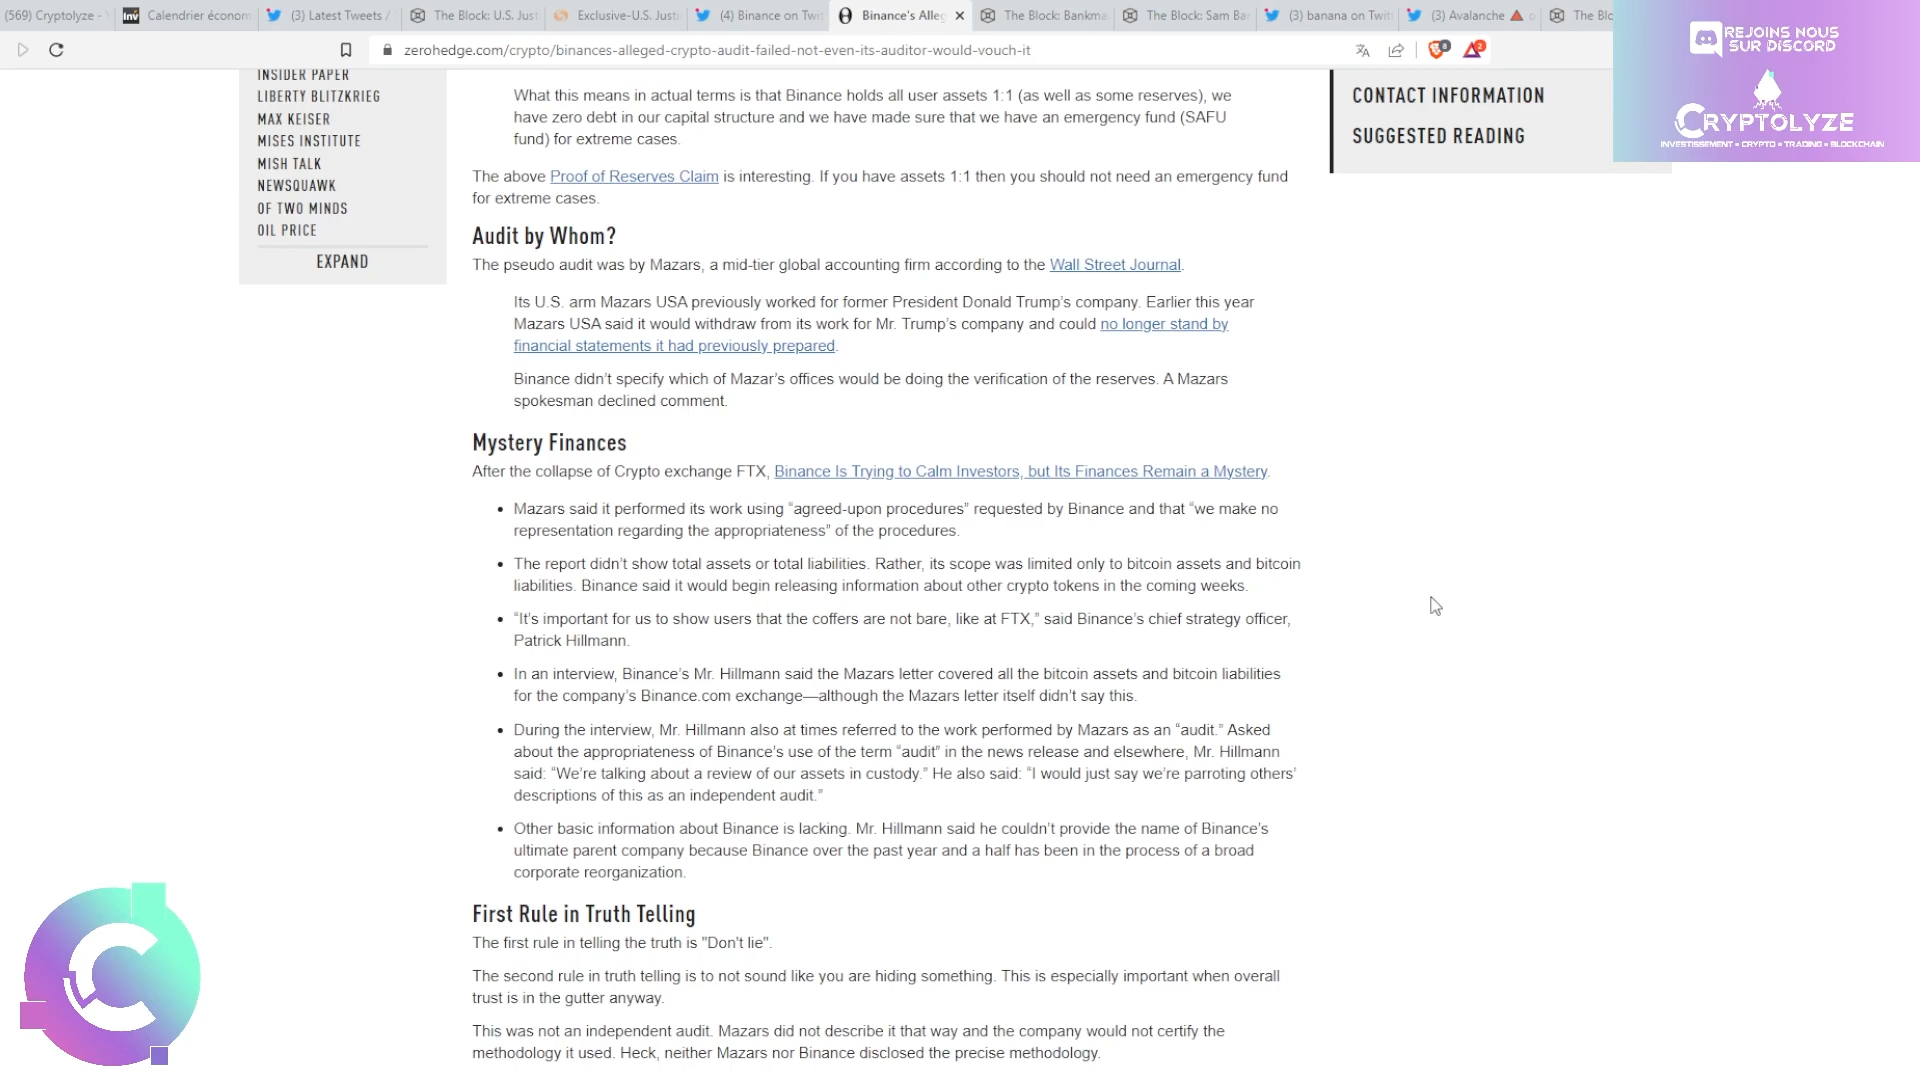 (569) Cryptolyze -
Calendrier économ
(3) Latest Tweets /
The Block: U.S. Just
Exclusive-U.S. Justi
(4) Binance on Twit
Binance's Alleg
The Block: Bankma
The Block: Sam Ba
(3) banana on Twit
(3) Avalanche
The Blo
zerohedge.com/crypto/binances-alleged-crypto-audit-failed-not-even-its-auditor-would-vouch-it
REJOINS NOUS
SUR DISCORD
CRYPTOLYZE
INVESTISSEMENT • CRYPTO • TRADING • BLOCKCHAIN
INSIDER PAPER
LIBERTY BLITZKRIEG
MAX KEISER
MISES INSTITUTE
MISH TALK
NEWSQUAWK
OF TWO MINDS
OIL PRICE
EXPAND
What this means in actual terms is that Binance holds all user assets 1:1 (as well as some reserves), we
have zero debt in our capital structure and we have made sure that we have an emergency fund (SAFU
fund) for extreme cases.
The above Proof of Reserves Claim is interesting. If you have assets 1:1 then you should not need an emergency fund
for extreme cases.
Audit by Whom?
The pseudo audit was by Mazars, a mid-tier global accounting firm according to the Wall Street Journal.
Its U.S. arm Mazars USA previously worked for former President Donald Trump's company. Earlier this year
Mazars USA said it would withdraw from its work for Mr. Trump's company and could no longer stand by
financial statements it had previously prepared.
Binance didn't specify which of Mazar's offices would be doing the verification of the reserves. A Mazars
spokesman declined comment.
Mystery Finances
After the collapse of Crypto exchange FTX, Binance Is Trying to Calm Investors, but Its Finances Remain a Mystery.
• Mazars said it performed its work using “agreed-upon procedures” requested by Binance and that “we make no
representation regarding the appropriateness” of the procedures.
• The report didn't show total assets or total liabilities. Rather, its scope was limited only to bitcoin assets and bitcoin
liabilities. Binance said it would begin releasing information about other crypto tokens in the coming weeks.
• “It's important for us to show users that the coffers are not bare, like at FTX,” said Binance's chief strategy officer,
Patrick Hillmann.
• In an interview, Binance's Mr. Hillmann said the Mazars letter covered all the bitcoin assets and bitcoin liabilities
for the company's Binance.com exchange—although the Mazars letter itself didn't say this.
• During the interview, Mr. Hillmann also at times referred to the work performed by Mazars as an “audit.” Asked
about the appropriateness of Binance's use of the term “audit” in the news release and elsewhere, Mr. Hillmann
said: “We're talking about a review of our assets in custody.” He also said: “I would just say we're parroting others'
descriptions of this as an independent audit.”
• Other basic information about Binance is lacking. Mr. Hillmann said he couldn't provide the name of Binance's
ultimate parent company because Binance over the past year and a half has been in the process of a broad
corporate reorganization.
First Rule in Truth Telling
The first rule in telling the truth is "Don't lie".
The second rule in truth telling is to not sound like you are hiding something. This is especially important when overall
trust is in the gutter anyway.
This was not an independent audit. Mazars did not describe it that way and the company would not certify the
methodology it used. Heck, neither Mazars nor Binance disclosed the precise methodology.
CONTACT INFORMATION
SUGGESTED READING